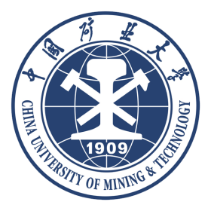 中国矿业大学
1909
CHINA UNIVERSITY OF MINING & TECHNOLOGY